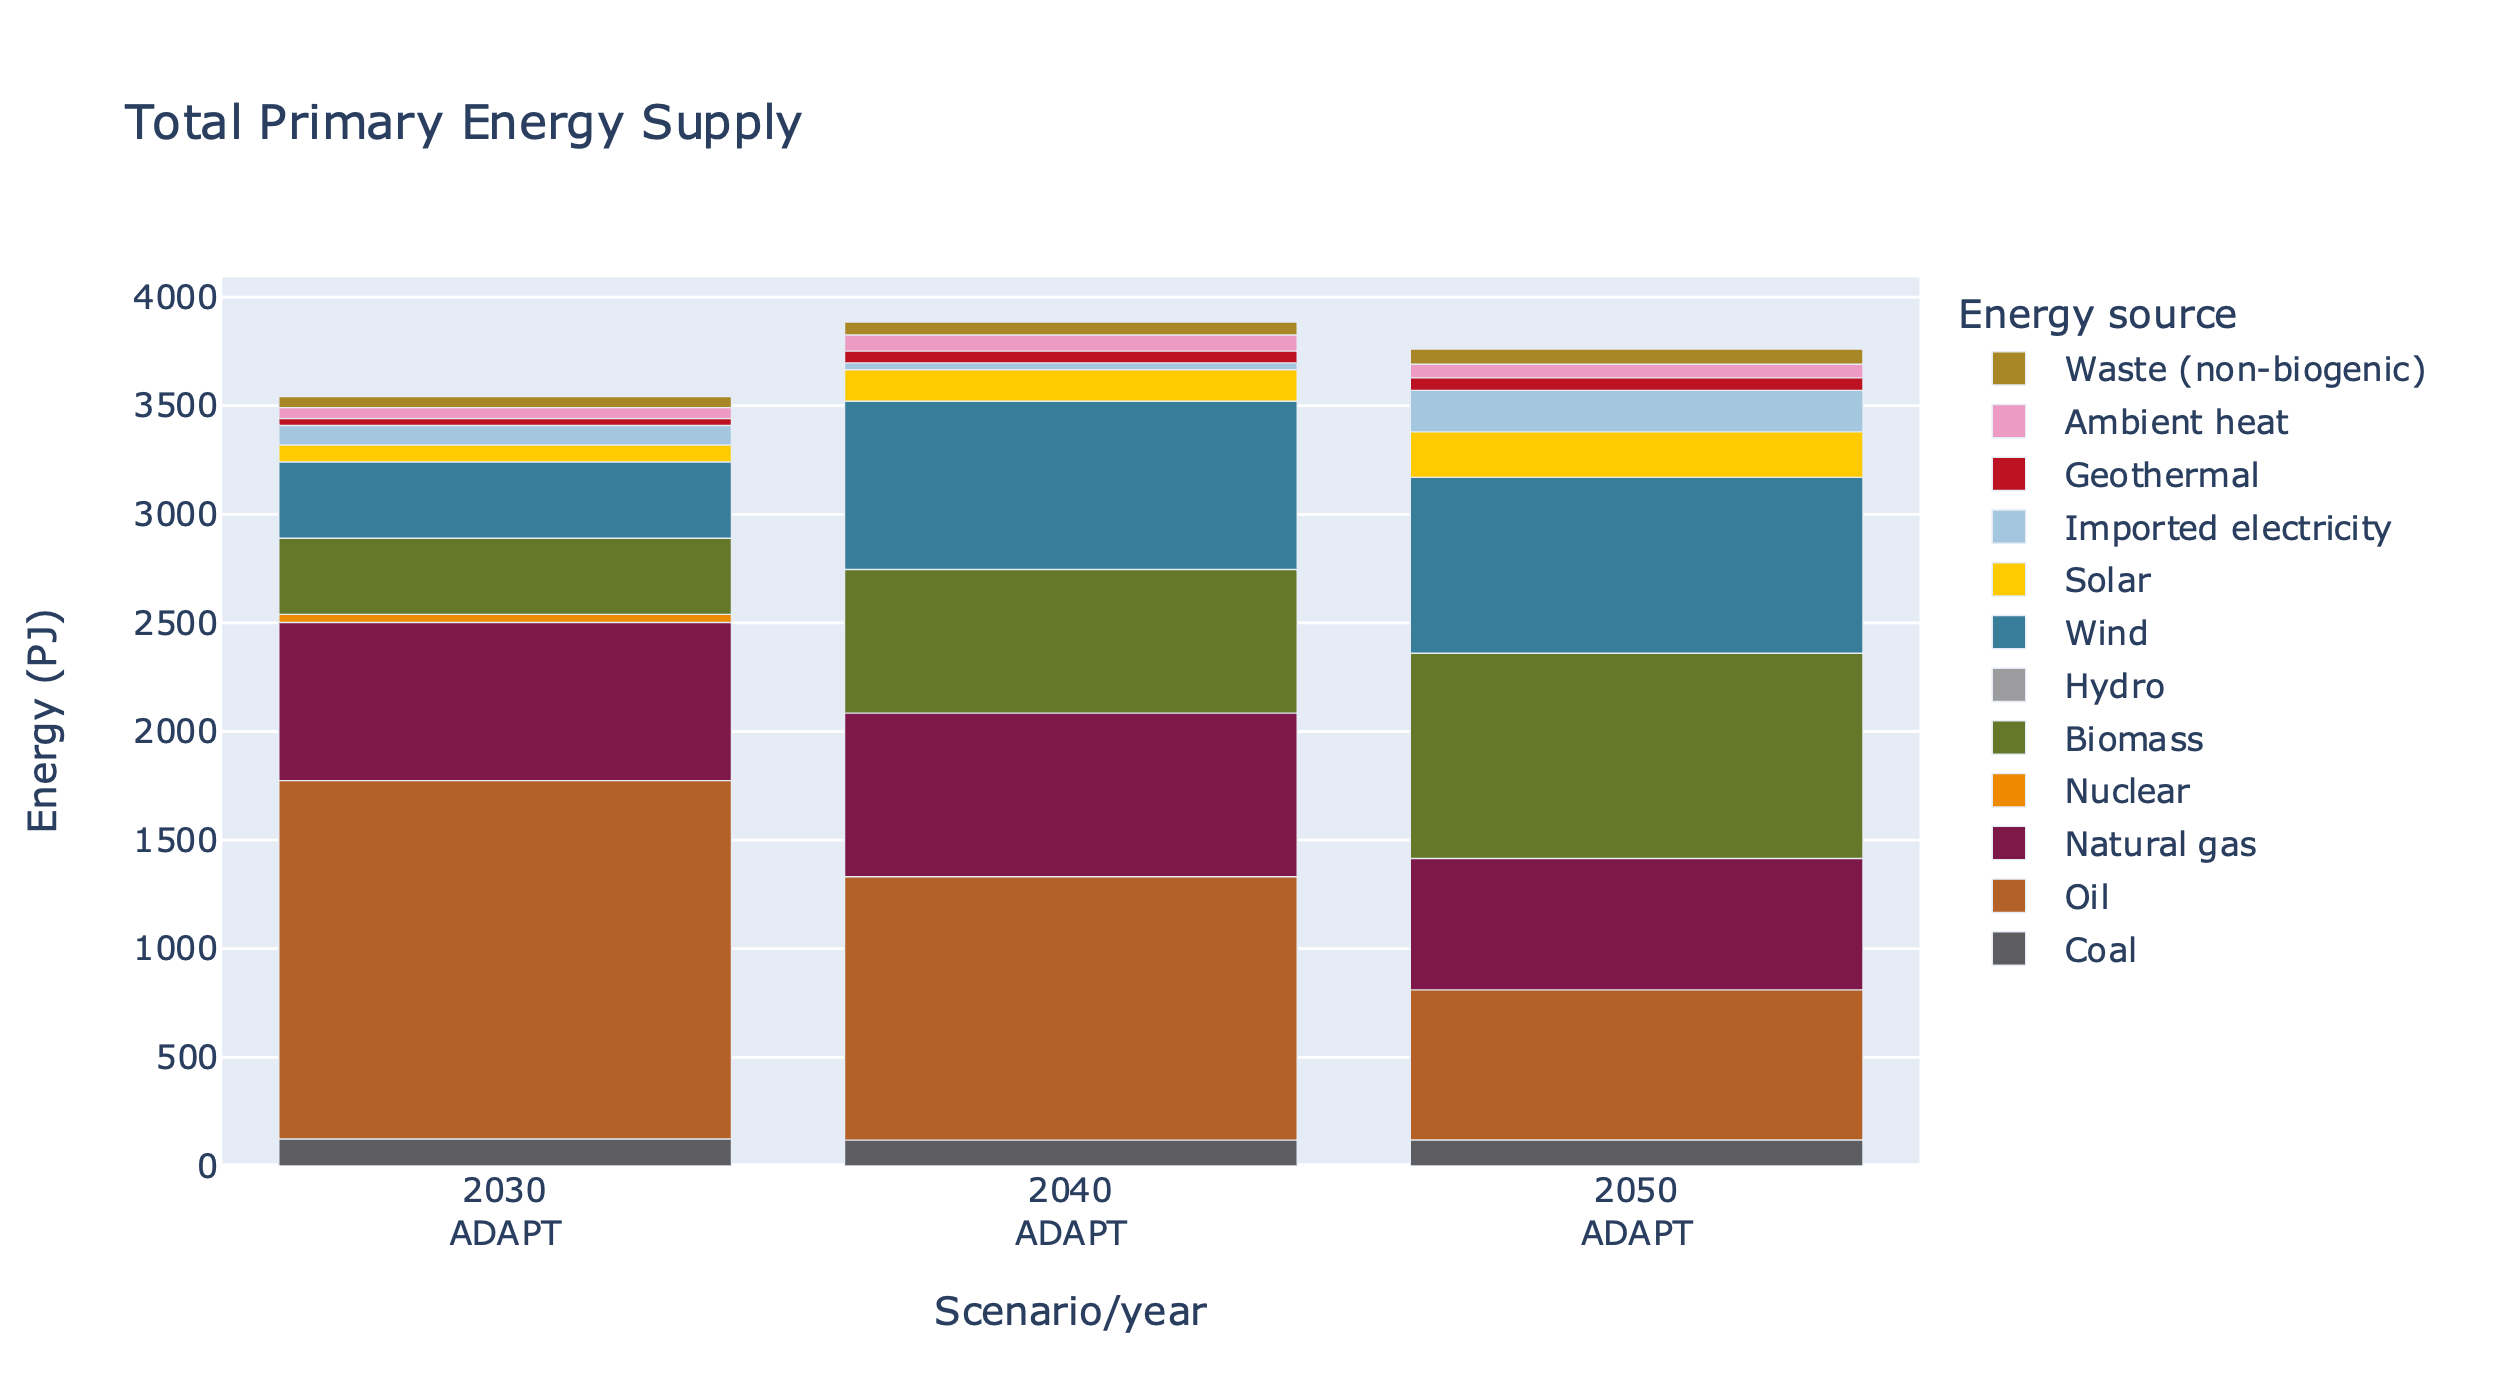 Total Primary Energy Supply
Energy (PJ)
4000
3500
3000
2500
2000
1500
1000
500
0
2030
ADAPT
2040
ADAPT
2050
ADAPT
Scenario/year
Energy source
Waste (non-biogenic)
Ambient heat
Geothermal
Imported electricity
Solar
Wind
Hydro
Biomass
Nuclear
Natural gas
Oil
Coal